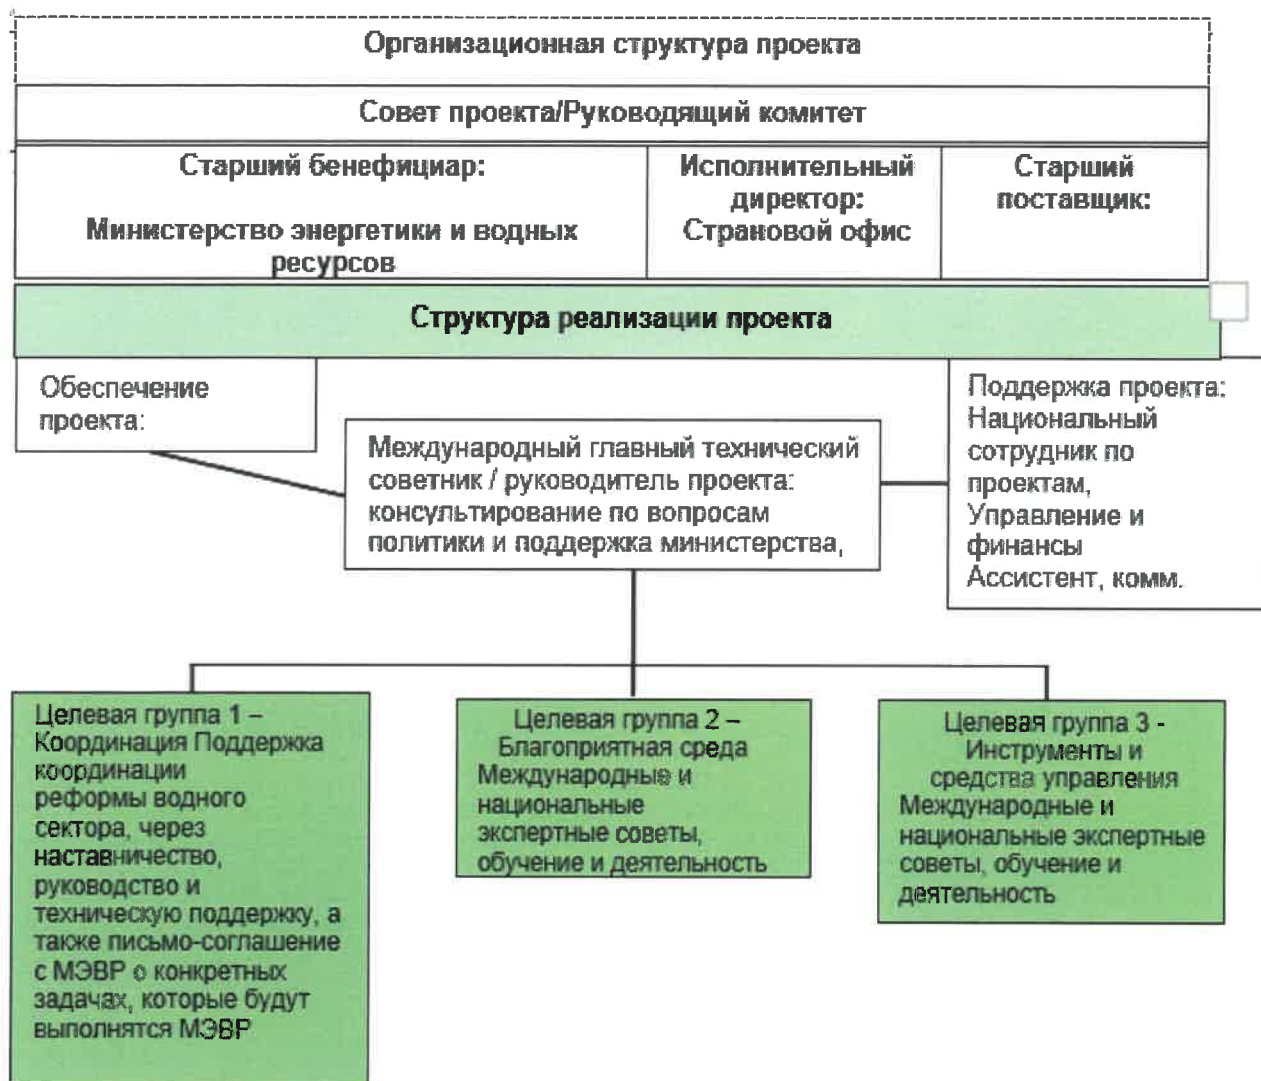 Организационная структура проекта
Совет проекта/Руководящий комитет
Старший бенефициар:
Министерство энергетики и водных
ресурсов
Исполнительный
директор:
Страновой офис
Старший
поставщик:
Структура реализации проекта
Обеспечение
проекта:
Международный главный технический
советник / руководитель проекта:
консультирование по вопросам
политики и поддержка министерства,
Поддержка проекта:
Национальный
сотрудник по
проектам,
Управление и
финансы
Ассистент, комм.
Целевая группа 1 –
Координация Поддержка
координации
реформы водного
сектора, через
наставничество,
руководство и
техническую поддержку, а
также письмо-соглашение
с МЭВР о конкретных
задачах, которые будут
выполнятся МЭВР
Целевая группа 2 –
Благоприятная среда
Международные и
национальные
экспертные советы,
обучение и деятельность
Целевая группа 3 -
Инструменты и
средства управления
Международные и
национальные экспертные
советы, обучение и
деятельность